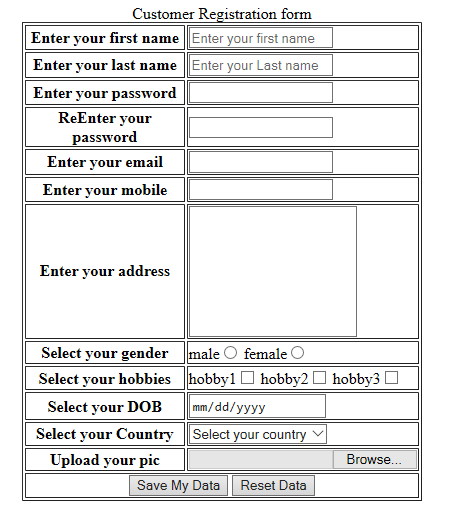 Customer Registration form
Enter your first name Enter your first name
Enter your last name Enter your Last name
Enter your password
ReEnter your
password
Enter your email
Enter your mobile
Enter your address
Select your gender male female
Select your hobbies hobby1 hobby2 hobby3
Select your DOB mm/dd/yyyy
Select your Country Select your country
Upload your pic Browse...
Save My Data Reset Data